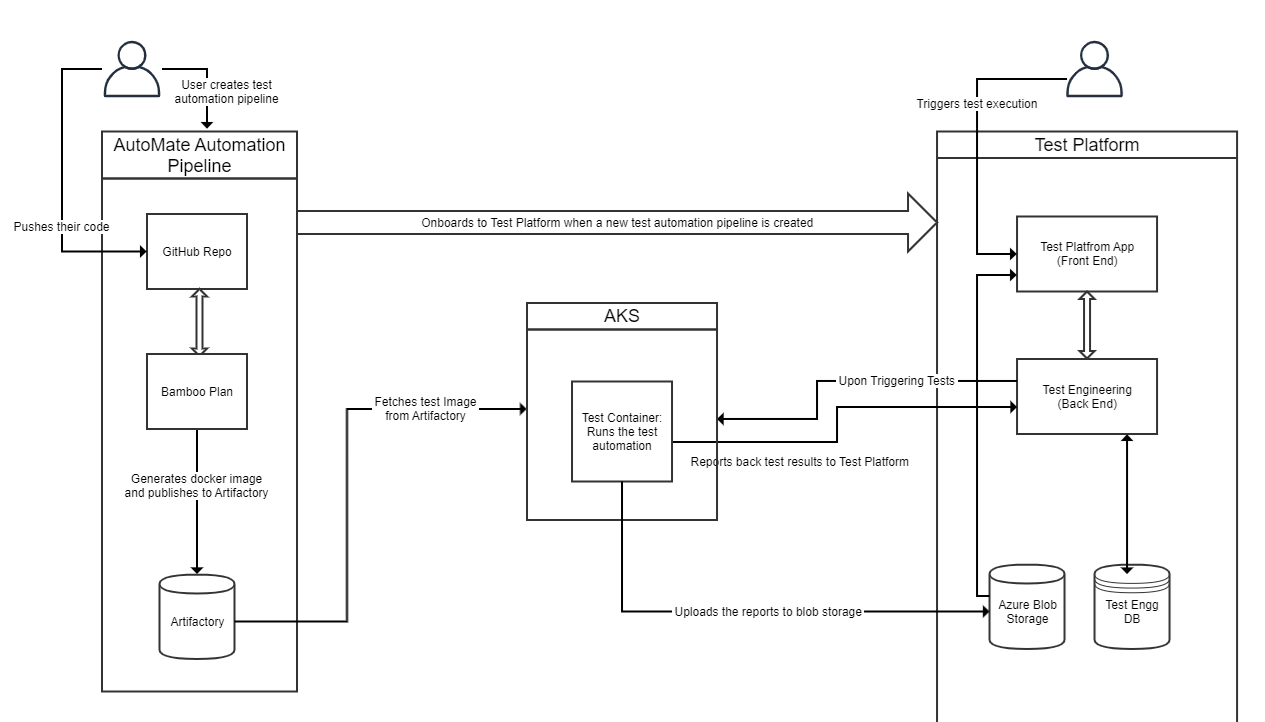 User creates test
automation pipeline
Triggers test execution
AutoMate Automation
Pipeline
Test Platform
Pushes their code
GitHub Repo
Onboards to Test Platform when a new test automation pipeline is created
Test Platfrom App
(Front End)
AKS
Bamboo Plan
Fetches test Image
from Artifactory
Test Container:
Runs the test
automation
Upon Triggering Tests
Test Engineering
(Back End)
Reports back test results to Test Platform
Generates docker image
and publishes to Artifactory
Artifactory
Uploads the reports to blob storage
Azure Blob
Storage
Test Engg
DB